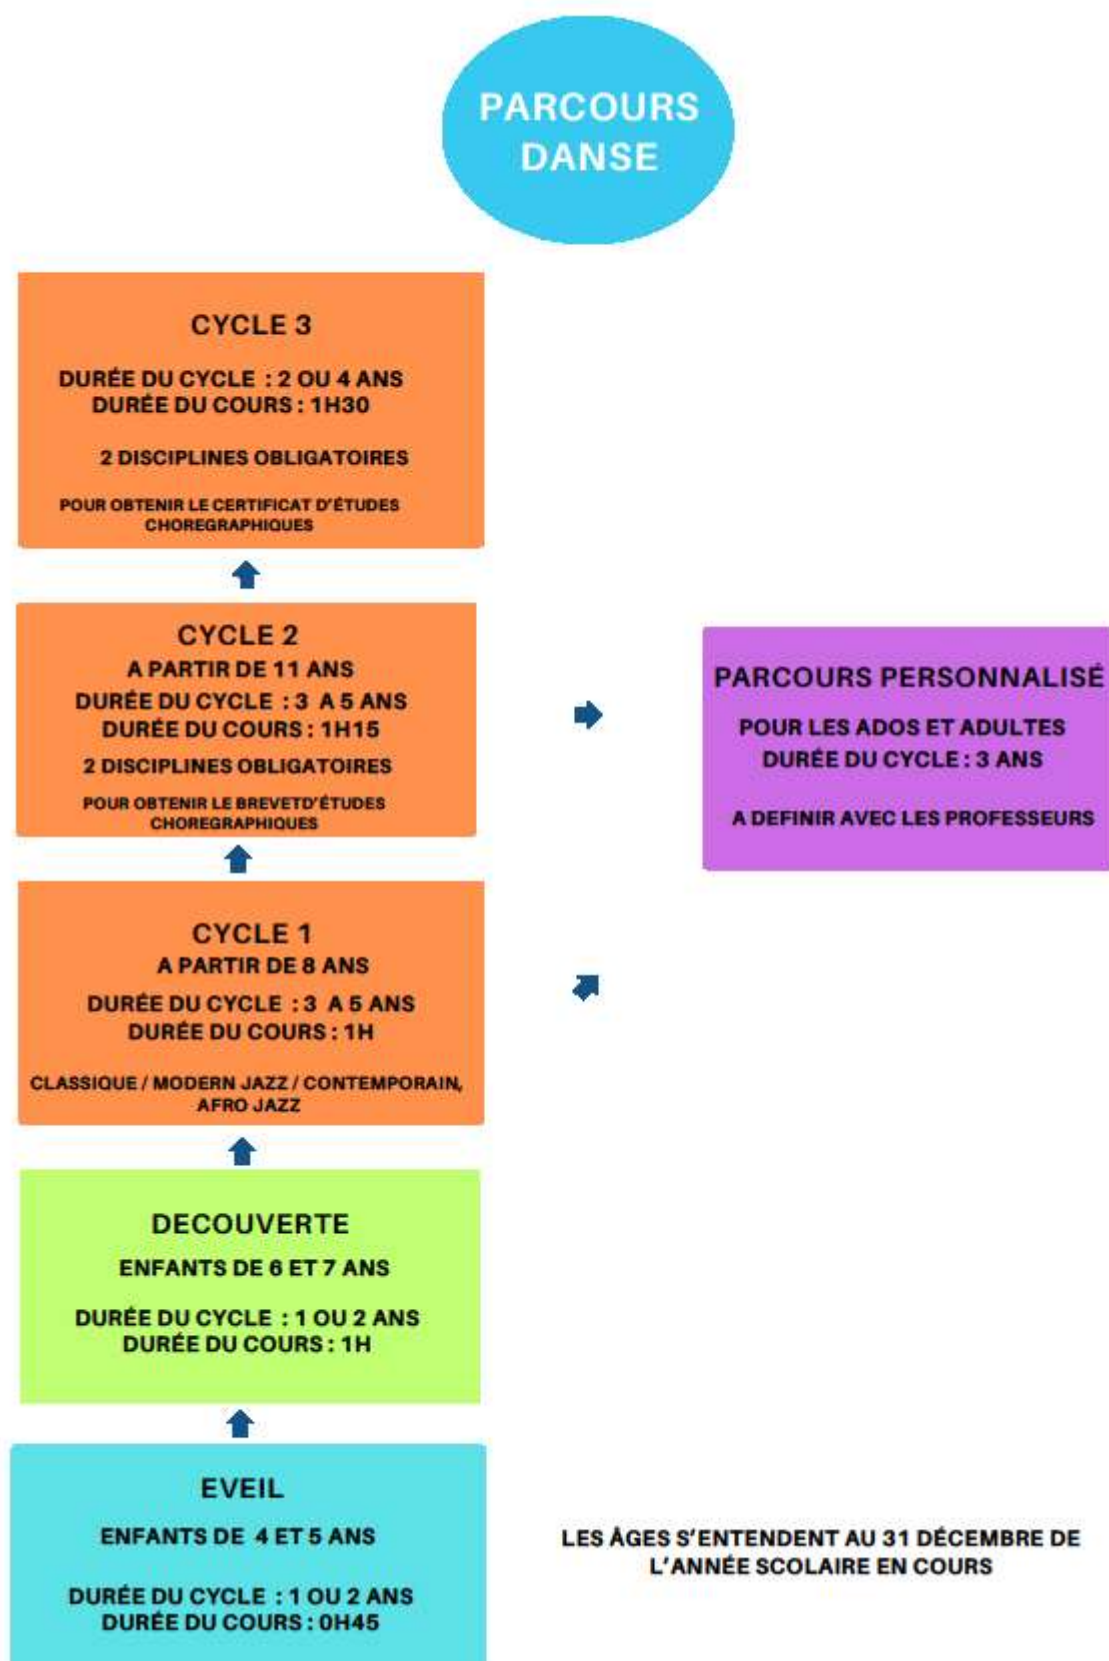 PARCOURS
DANSE
CYCLE 3
DURÉE DU CYCLE : 2 OU 4 ANS
DURÉE DU COURS : 1H30
2 DISCIPLINES OBLIGATOIRES
POUR OBTENIR LE CERTIFICAT D'ÉTUDES
CHOREGRAPHIQUES
CYCLE 2
A PARTIR DE 11 ANS
DURÉE DU CYCLE : 3 A 5 ANS
DURÉE DU COURS : 1H15
2 DISCIPLINES OBLIGATOIRES
POUR OBTENIR LE BREVETD'ÉTUDES
CHOREGRAPHIQUES
PARCOURS PERSONNALISÉ
POUR LES ADOS ET ADULTES
DURÉE DU CYCLE : 3 ANS
A DEFINIR AVEC LES PROFESSEURS
CYCLE 1
A PARTIR DE 8 ANS
DURÉE DU CYCLE : 3 A 5 ANS
DURÉE DU COURS : 1H
CLASSIQUE / MODERN JAZZ / CONTEMPORAIN,
AFRO JAZZ
DECOUVERTE
ENFANTS DE 6 ET 7 ANS
DURÉE DU CYCLE : 1 OU 2 ANS
DURÉE DU COURS : 1H
EVEIL
ENFANTS DE 4 ET 5 ANS
DURÉE DU CYCLE : 1 OU 2 ANS
DURÉE DU COURS : 0H45
LES ÂGES S'ENTENDENT AU 31 DÉCEMBRE DE
L'ANNÉE SCOLAIRE EN COURS